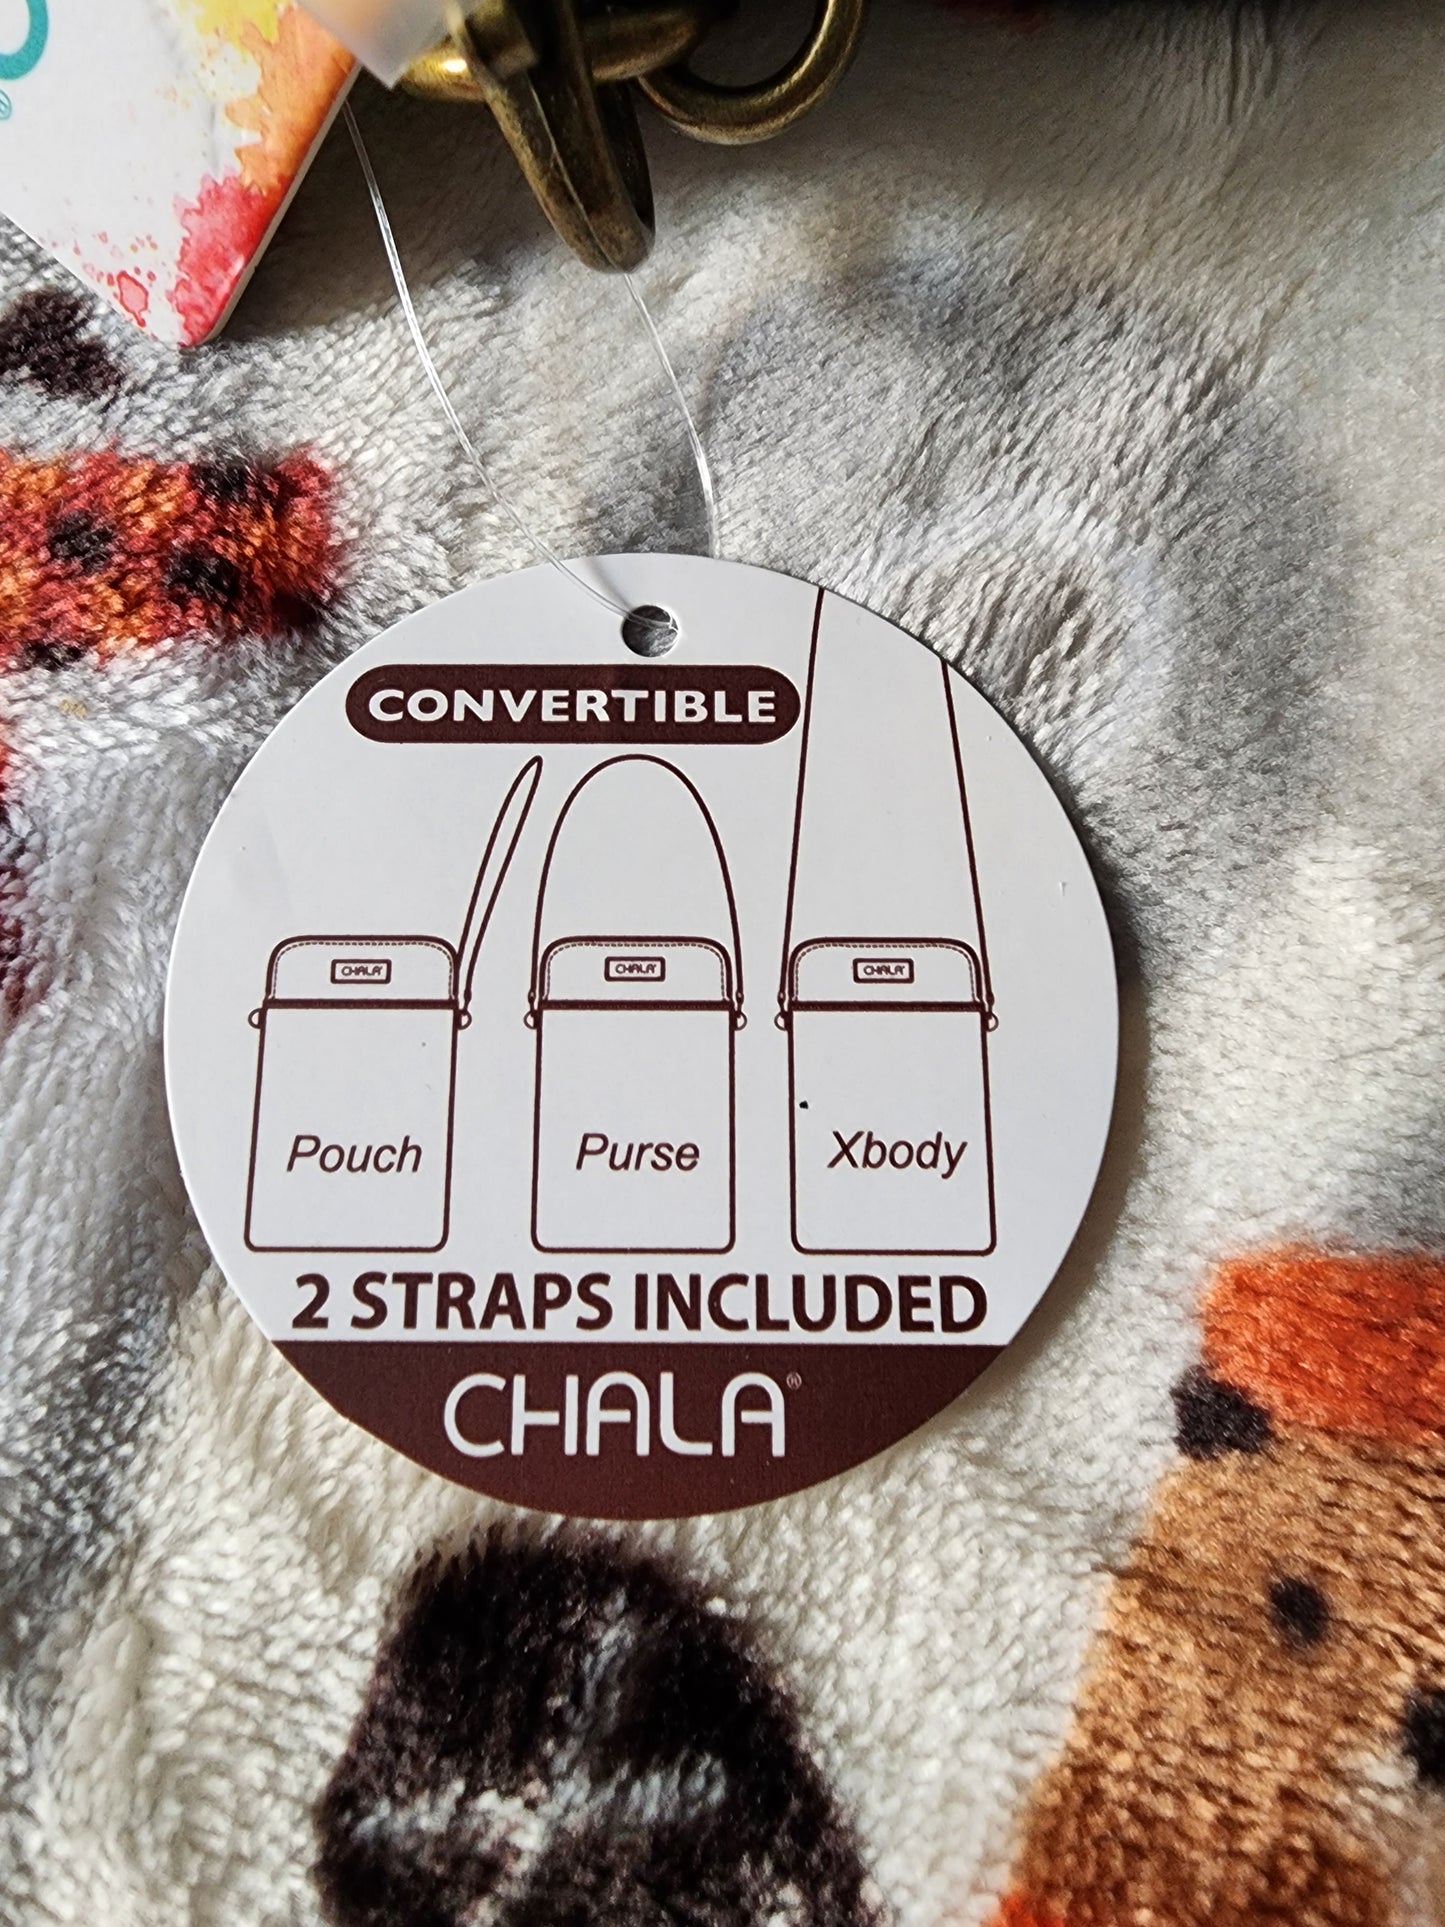 CONVERTIBLE
CHALA
CHALA
CHALA
Pouch
Purse
Xbody
2 STRAPS INCLUDED
CHALA®